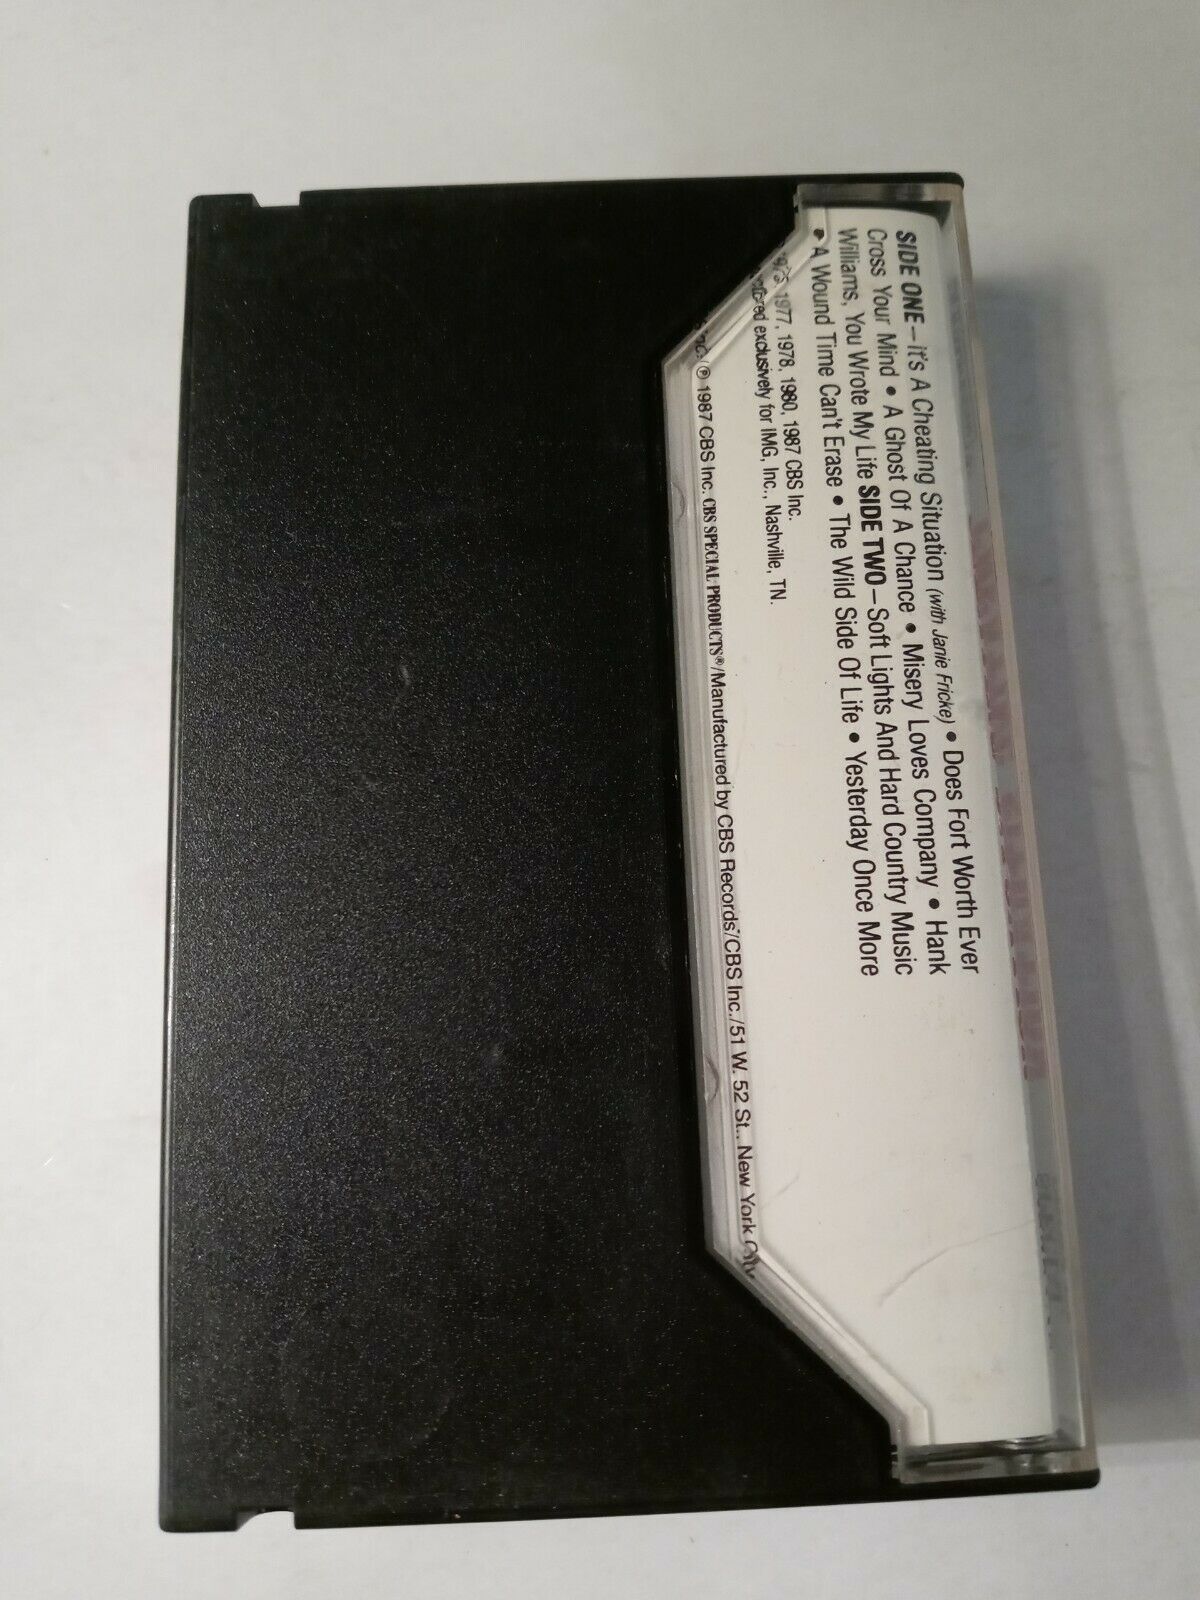 SIDE ONE – It's A Cheating Situation (with Janie Fricke) • Does Fort Worth Ever
Cross Your Mind • A Ghost Of A Chance • Misery Loves Company • Hank
Williams, You Wrote My Life SIDE TWO – Soft Lights And Hard Country Music
• A Wound Time Can't Erase • The Wild Side Of Life • Yesterday Once More
1977, 1978, 1980, 1987 CBS Inc.
exclusively for IMG, Inc., Nashville, TN.
Inc. ℗ 1987 CBS Inc. CBS SPECIAL PRODUCTS®/Manufactured by CBS Records/CBS Inc./51 W. 52 St., New York